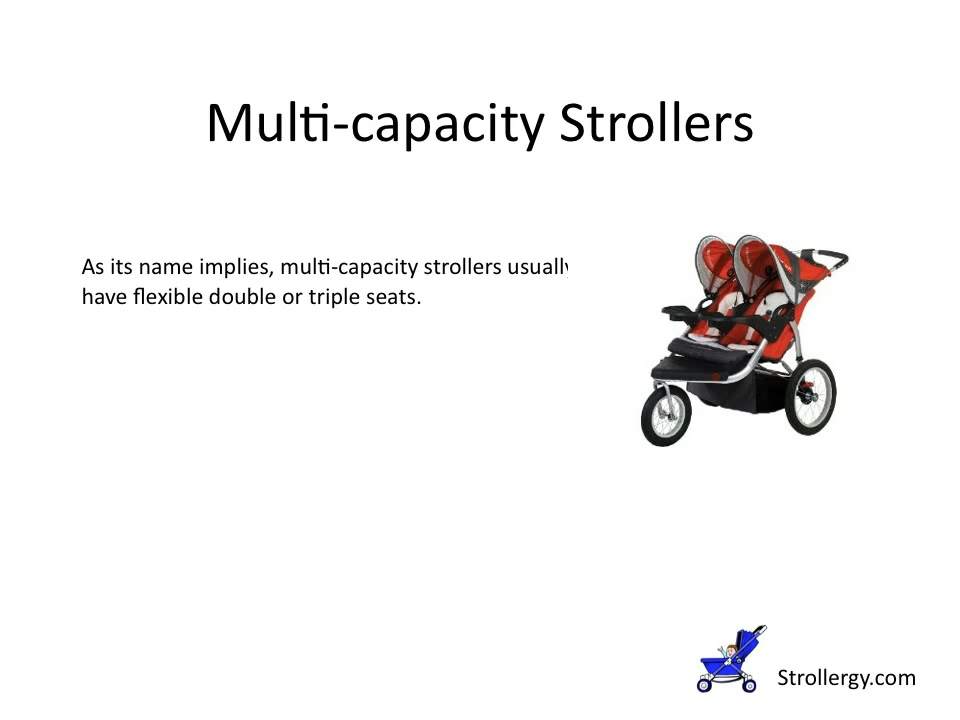 Multi-capacity Strollers
As its name implies, multi-capacity strollers usually
have flexible double or triple seats.
Strollergy.com